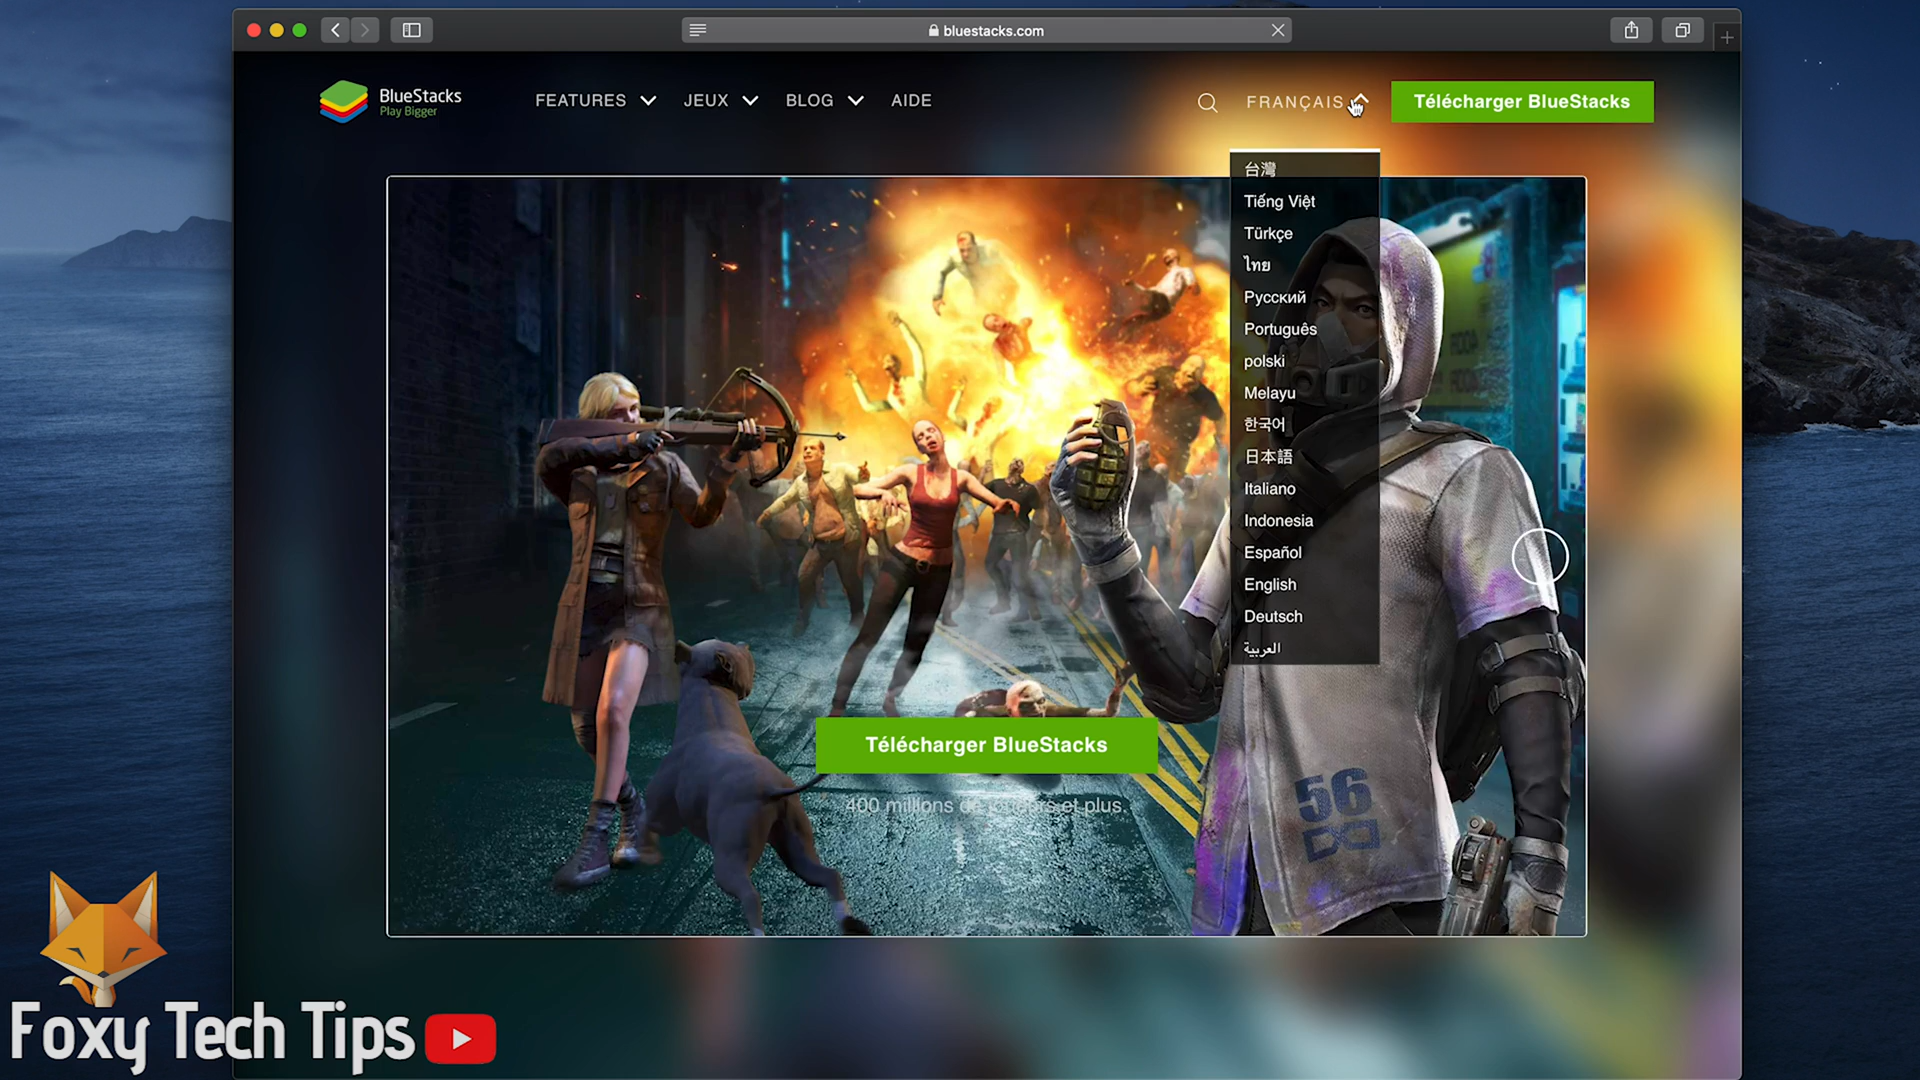 bluestacks.com
BlueStacks
Play Bigger
FEATURES
JEUX
BLOG
AIDE
FRANÇAIS
Télécharger BlueStacks
台灣
Tiếng Việt
Türkçe
ไทย
Русский
Português
polski
Melayu
한국어
日本語
Italiano
Indonesia
Español
English
Deutsch
العربية
56
Télécharger BlueStacks
400 millions de joueurs et plus.
Foxy Tech Tips